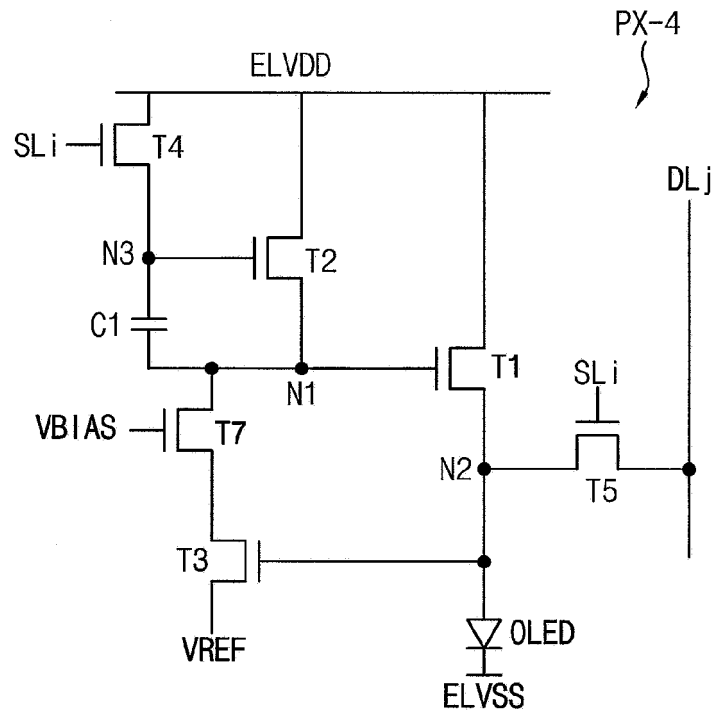 PX-4
ELVDD
SLi
T4
DLj
N3
T2
C1
T1
SLi
N1
VBIAS
T7
N2
T5
T3
OLED
VREF
ELVSS